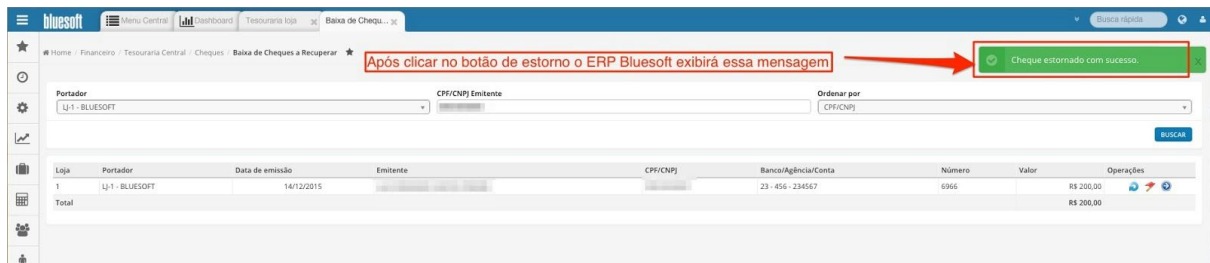 bluesoft
Menu Central
Dashboard
Tesouraria loja x
Baixa de Chequ... x
Busca rápida
Home / Financeiro / Tesouraria Central / Cheques / Baixa de Cheques a Recuperar
Após clicar no botão de estorno o ERP Bluesoft exibirá essa mensagem
Cheque estornado com sucesso.
X
Portador CPF/CNPJ Emitente Ordenar por
LJ-1 - BLUESOFT CPF/CNPJ
BUSCAR
Loja Portador Data de emissão Emitente CPF/CNPJ Banco/Agência/Conta Número Valor Operações
1 LJ-1 - BLUESOFT 14/12/2015 23 - 456 - 234567 6966 R$ 200,00
Total R$ 200,00